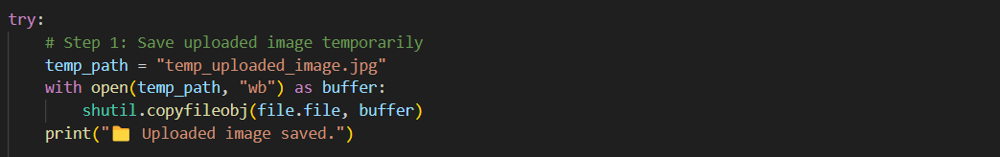 try:
    # Step 1: Save uploaded image temporarily
    temp_path = "temp_uploaded_image.jpg"
    with open(temp_path, "wb") as buffer:
        shutil.copyfileobj(file.file, buffer)
    print("📁 Uploaded image saved.")